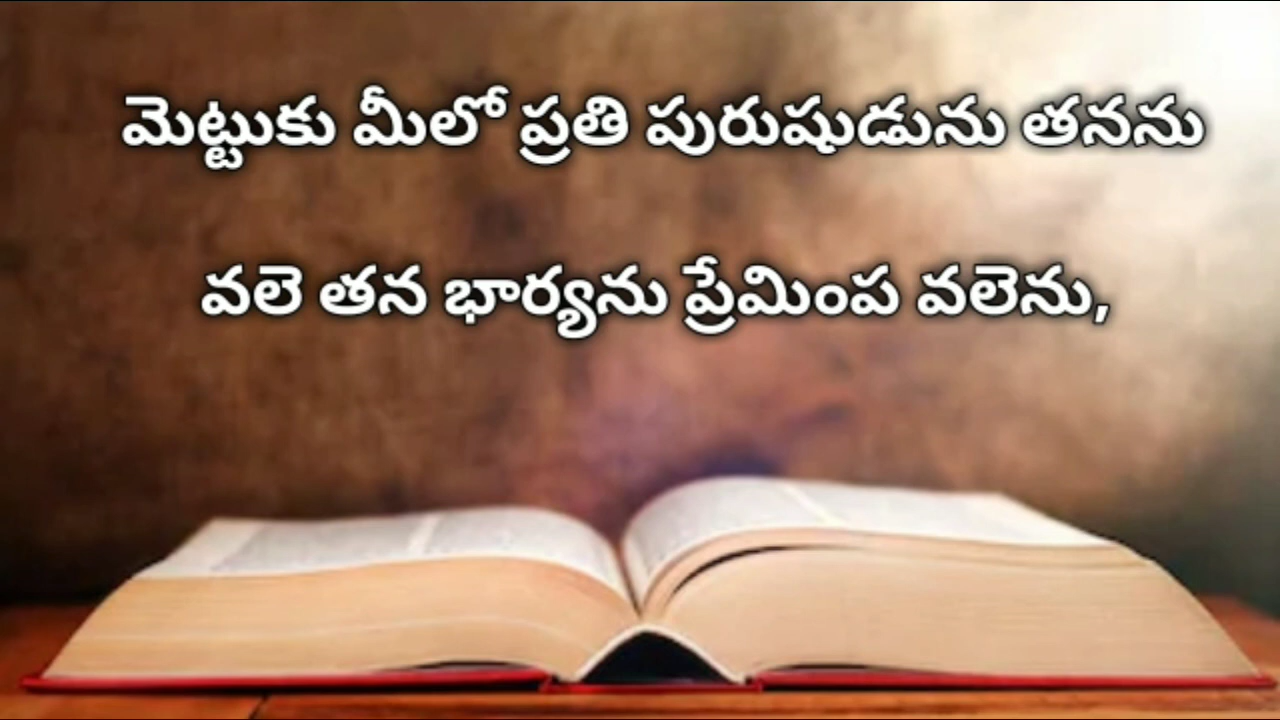 మెట్టుకు మీలో ప్రతి పురుషుడును తనను
వలె తన భార్యను ప్రేమింప వలెను,